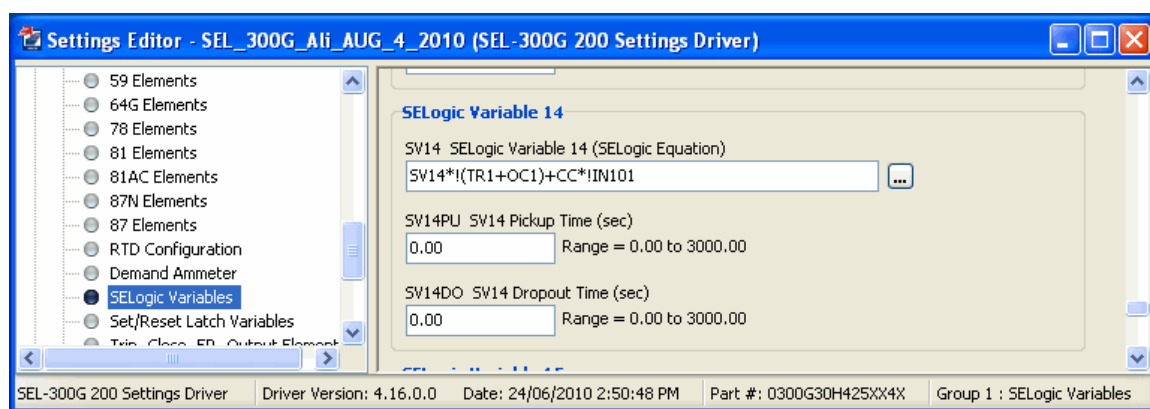 Settings Editor - SEL_300G_Ali_AUG_4_2010 (SEL-300G 200 Settings Driver)
59 Elements
64G Elements
78 Elements
81 Elements
81AC Elements
87N Elements
87 Elements
RTD Configuration
Demand Ammeter
SELogic Variables
Set/Reset Latch Variables
SELogic Variable 14
SV14 SELogic Variable 14 (SELogic Equation)
SV14*!(TR1+OC1)+CC*!IN101
...
SV14PU SV14 Pickup Time (sec)
0.00 Range = 0.00 to 3000.00
SV14DO SV14 Dropout Time (sec)
0.00 Range = 0.00 to 3000.00
SEL-300G 200 Settings Driver Driver Version: 4.16.0.0 Date: 24/06/2010 2:50:48 PM Part #: 0300G30H425XX4X Group 1 : SELogic Variables